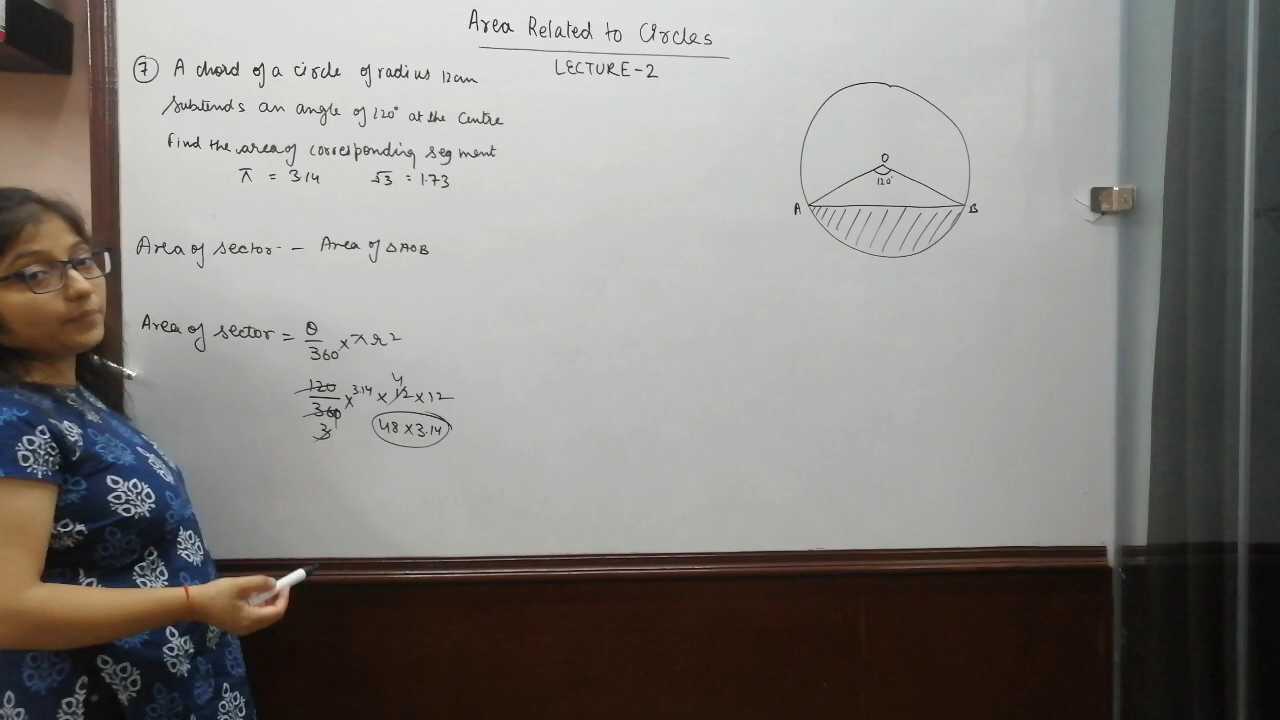 Area Related to Circles
LECTURE-2
7 A chord of a circle of radius 12cm
subtends an angle of 120° at the centre
find the area of corresponding segment
π = 3.14 √3 = 1.73
O
120°
A B
Area of sector - Area of △AOB
Area of sector = θ/360 × πr²
120/360 × 3.14 × 12 × 12
4
3
48 × 3.14